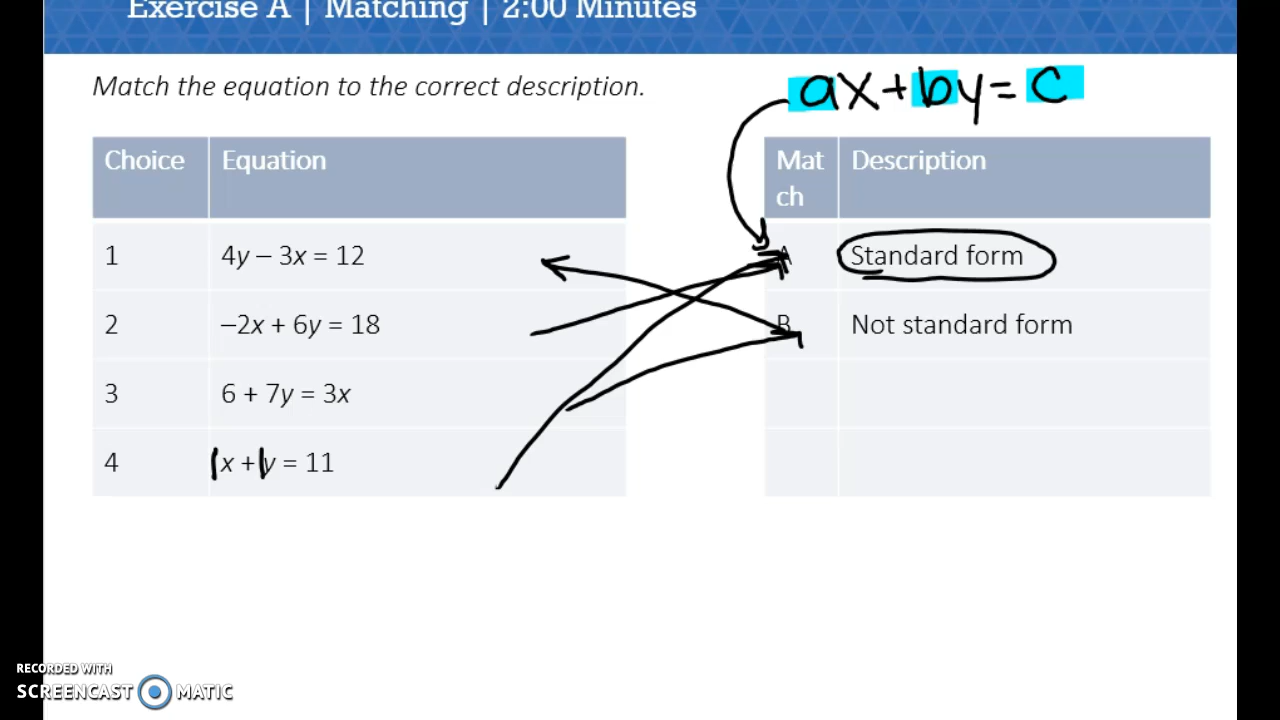 Exercise A | Matching | 2:00 Minutes
Match the equation to the correct description.
ax+by=c
Choice Equation
1 4y – 3x = 12
2 –2x + 6y = 18
3 6 + 7y = 3x
4 1x + 1y = 11
Mat
ch
Description
A Standard form
B Not standard form
RECORDED WITH
SCREENCAST MATIC